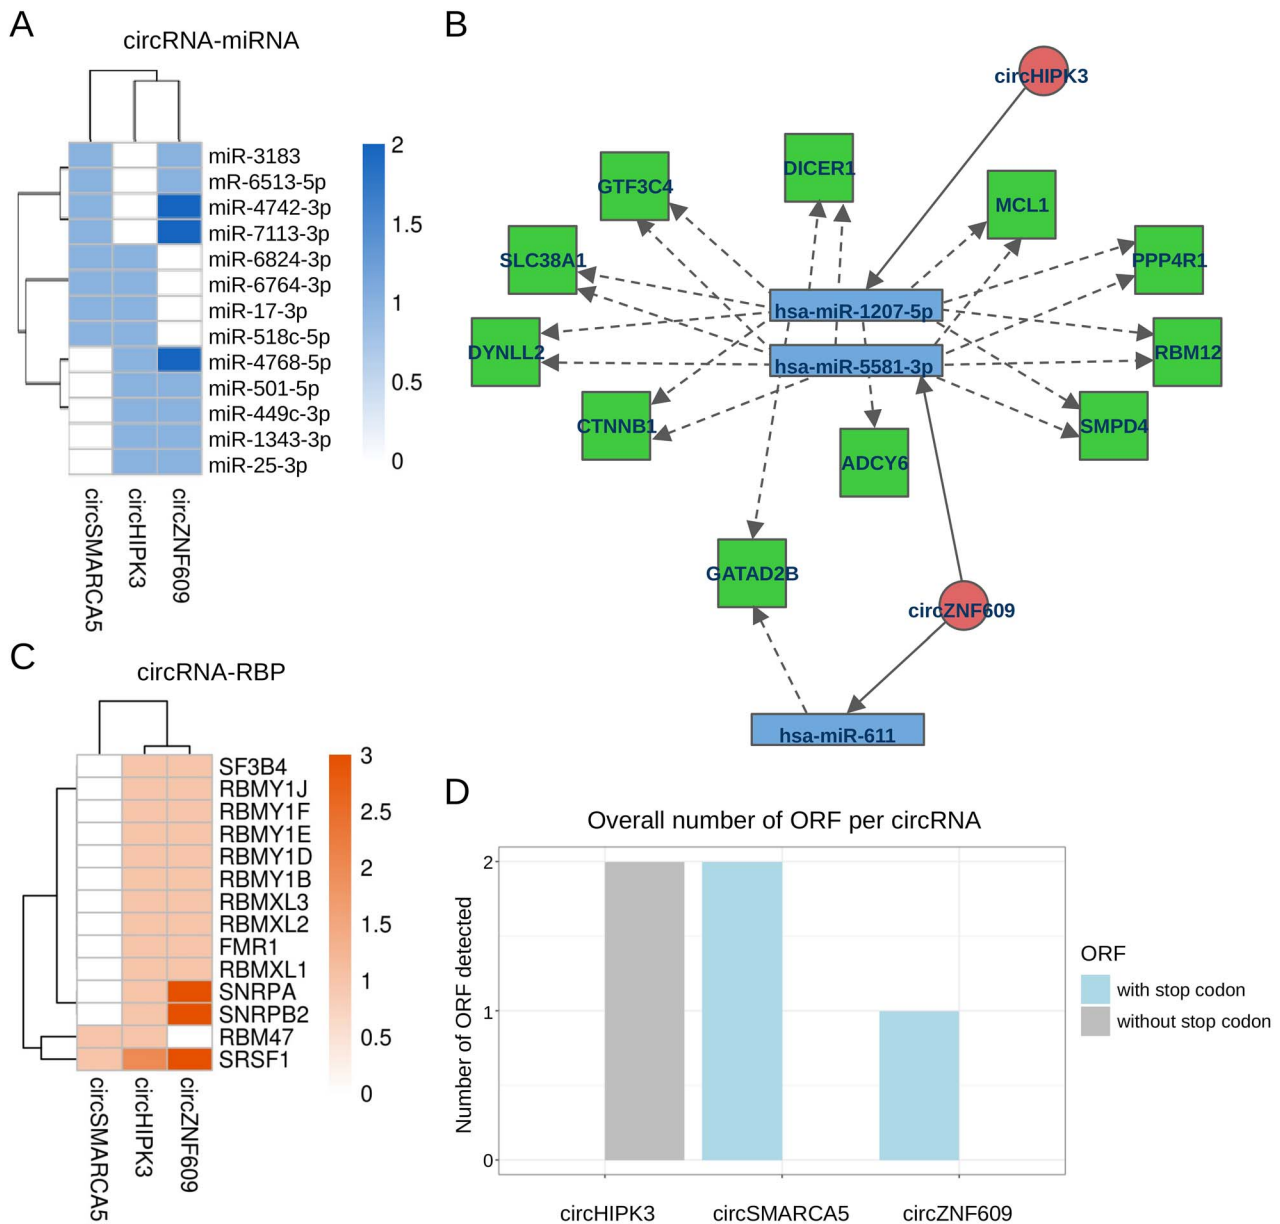 A
circRNA-miRNA
miR-3183
mR-6513-5p
miR-4742-3p
miR-7113-3p
miR-6824-3p
miR-6764-3p
miR-17-3p
miR-518c-5p
miR-4768-5p
miR-501-5p
miR-449c-3p
miR-1343-3p
miR-25-3p
2
1.5
1
0.5
0
circSMARCA5
circHIPK3
circZNF609
B
circHIPK3
DICER1
GTF3C4
MCL1
SLC38A1
PPP4R1
hsa-miR-1207-5p
DYNLL2
hsa-miR-5581-3p
RBM12
CTNNB1
SMPD4
ADCY6
GATAD2B
circZNF609
hsa-miR-611
C
circRNA-RBP
SF3B4
RBMY1J
RBMY1F
RBMY1E
RBMY1D
RBMY1B
RBMXL3
RBMXL2
FMR1
RBMXL1
SNRPA
SNRPB2
RBM47
SRSF1
3
2.5
2
1.5
1
0.5
0
circSMARCA5
circHIPK3
circZNF609
D
Overall number of ORF per circRNA
Number of ORF detected
2
1
0
circHIPK3
circSMARCA5
circZNF609
ORF
with stop codon
without stop codon